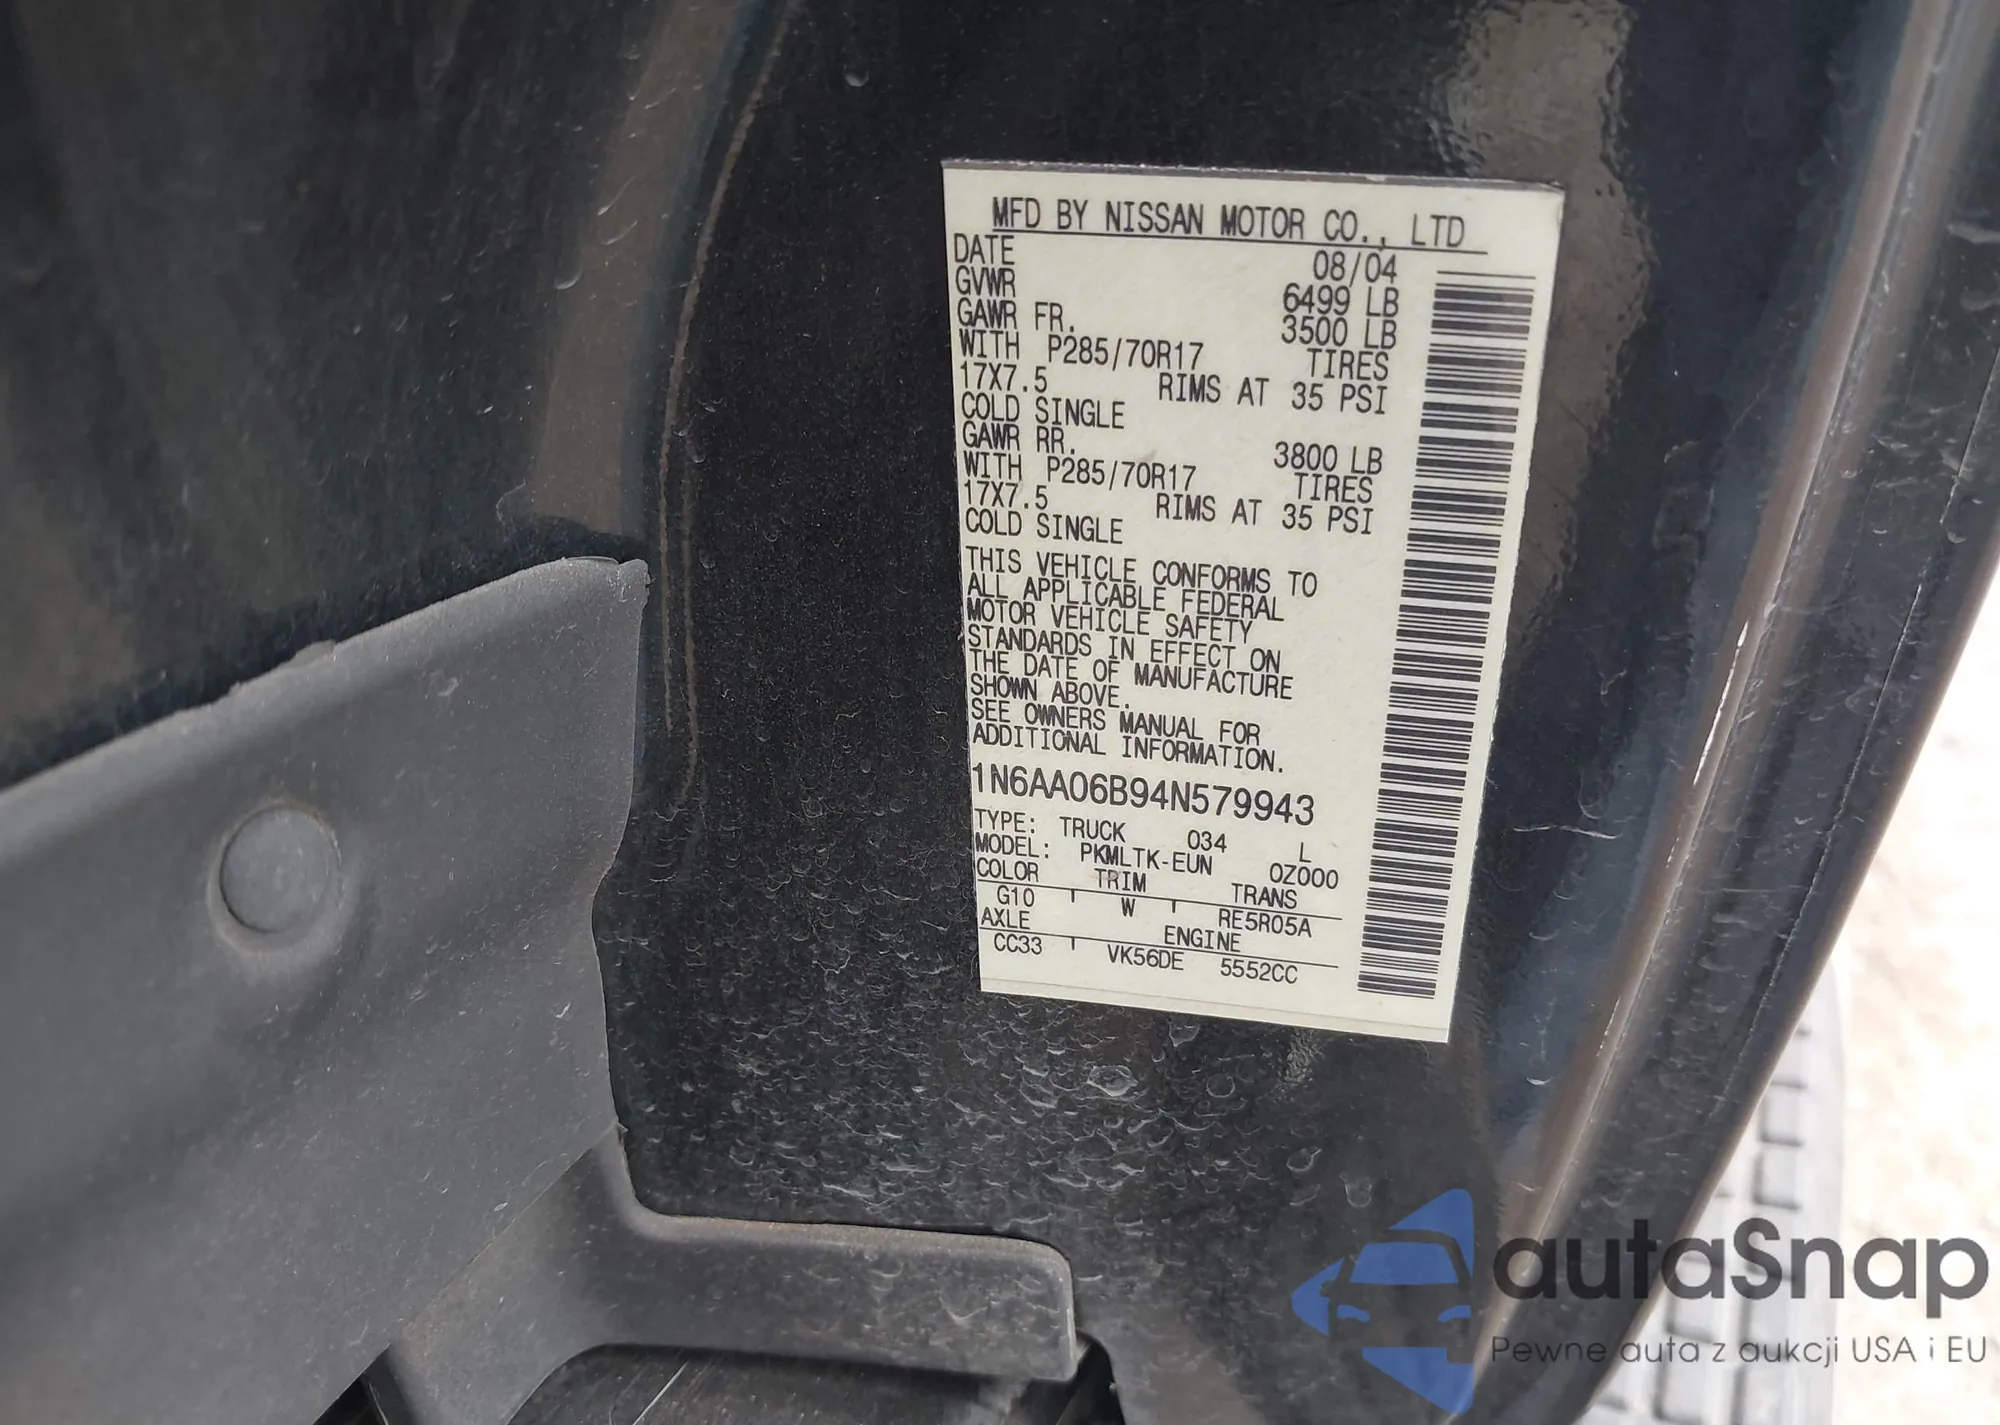 MFD BY NISSAN MOTOR CO., LTD
DATE 08/04
GVWR 6499 LB
GAWR FR. 3500 LB
WITH P285/70R17 TIRES
17X7.5 RIMS AT 35 PSI
COLD SINGLE
GAWR RR. 3800 LB
WITH P285/70R17 TIRES
17X7.5 RIMS AT 35 PSI
COLD SINGLE
THIS VEHICLE CONFORMS TO
ALL APPLICABLE FEDERAL
MOTOR VEHICLE SAFETY
STANDARDS IN EFFECT ON
THE DATE OF MANUFACTURE
SHOWN ABOVE.
SEE OWNERS MANUAL FOR
ADDITIONAL INFORMATION.
1N6AA06B94N579943
TYPE: TRUCK 034 L
MODEL: PKMLTK-EUN 0Z000
COLOR TRIM TRANS
G10 W RE5R05A
AXLE ENGINE
CC33 VK56DE 5552CC
autaSnap
Pewne auta z aukcji USA i EU